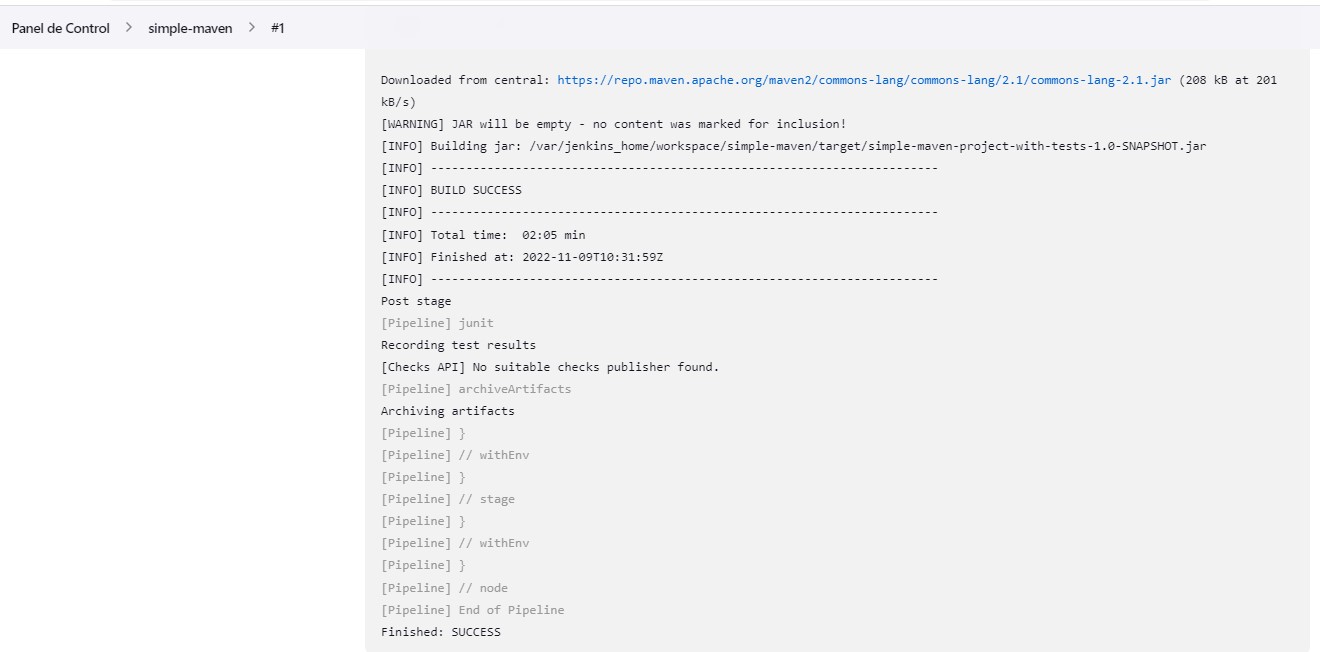 Panel de Control > simple-maven > #1
Downloaded from central: https://repo.maven.apache.org/maven2/commons-lang/commons-lang/2.1/commons-lang-2.1.jar (208 kB at 201
kB/s)
[WARNING] JAR will be empty - no content was marked for inclusion!
[INFO] Building jar: /var/jenkins_home/workspace/simple-maven/target/simple-maven-project-with-tests-1.0-SNAPSHOT.jar
[INFO] ------------------------------------------------------------------------
[INFO] BUILD SUCCESS
[INFO] ------------------------------------------------------------------------
[INFO] Total time:  02:05 min
[INFO] Finished at: 2022-11-09T10:31:59Z
[INFO] ------------------------------------------------------------------------
Post stage
[Pipeline] junit
Recording test results
[Checks API] No suitable checks publisher found.
[Pipeline] archiveArtifacts
Archiving artifacts
[Pipeline] }
[Pipeline] // withEnv
[Pipeline] }
[Pipeline] // stage
[Pipeline] }
[Pipeline] // withEnv
[Pipeline] }
[Pipeline] // node
[Pipeline] End of Pipeline
Finished: SUCCESS